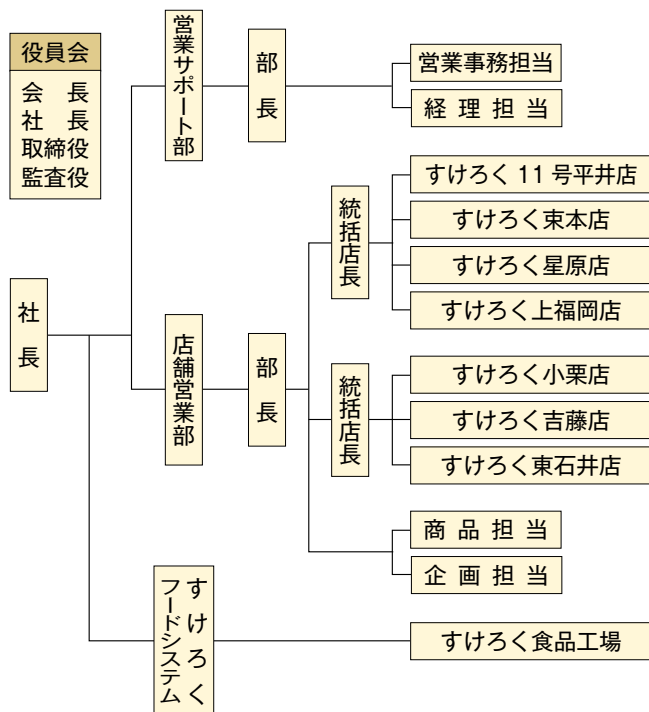 役員会
会長
社長
取締役
監査役
社長
営業サポート部
部長
営業事務担当
経理担当
店舗営業部
部長
統括店長
すけろく11号平井店
すけろく束本店
すけろく星原店
すけろく上福岡店
統括店長
すけろく小栗店
すけろく吉藤店
すけろく東石井店
商品担当
企画担当
すけろく
フードシステム
すけろく食品工場